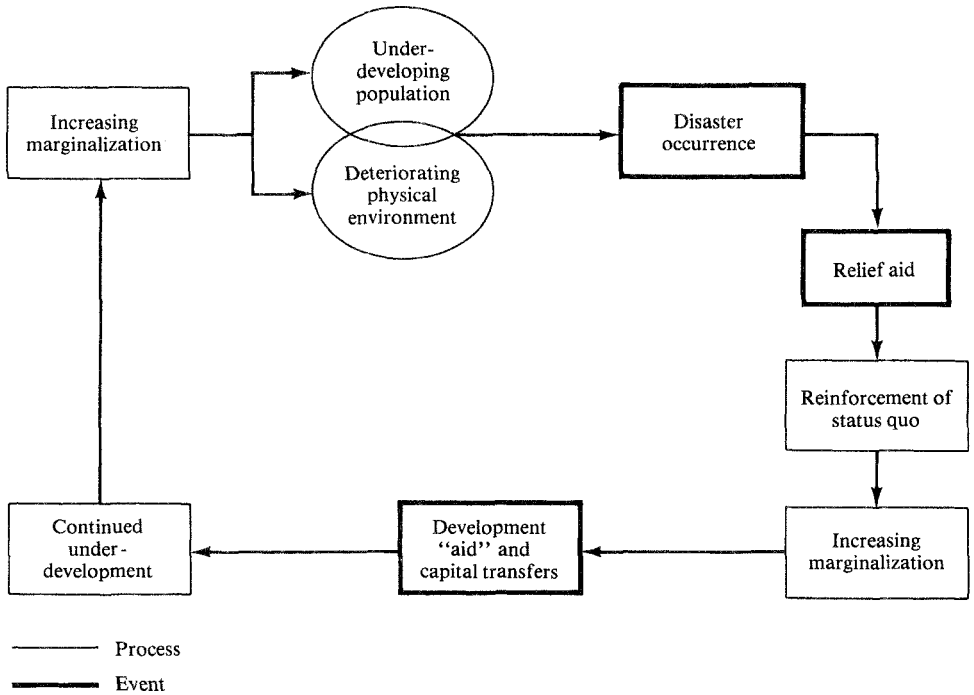 Under-
developing
population
Increasing
marginalization
Deteriorating
physical
environment
Disaster
occurrence
Relief aid
Reinforcement of
status quo
Increasing
marginalization
Development
“aid” and
capital transfers
Continued
under-
development
Process
Event